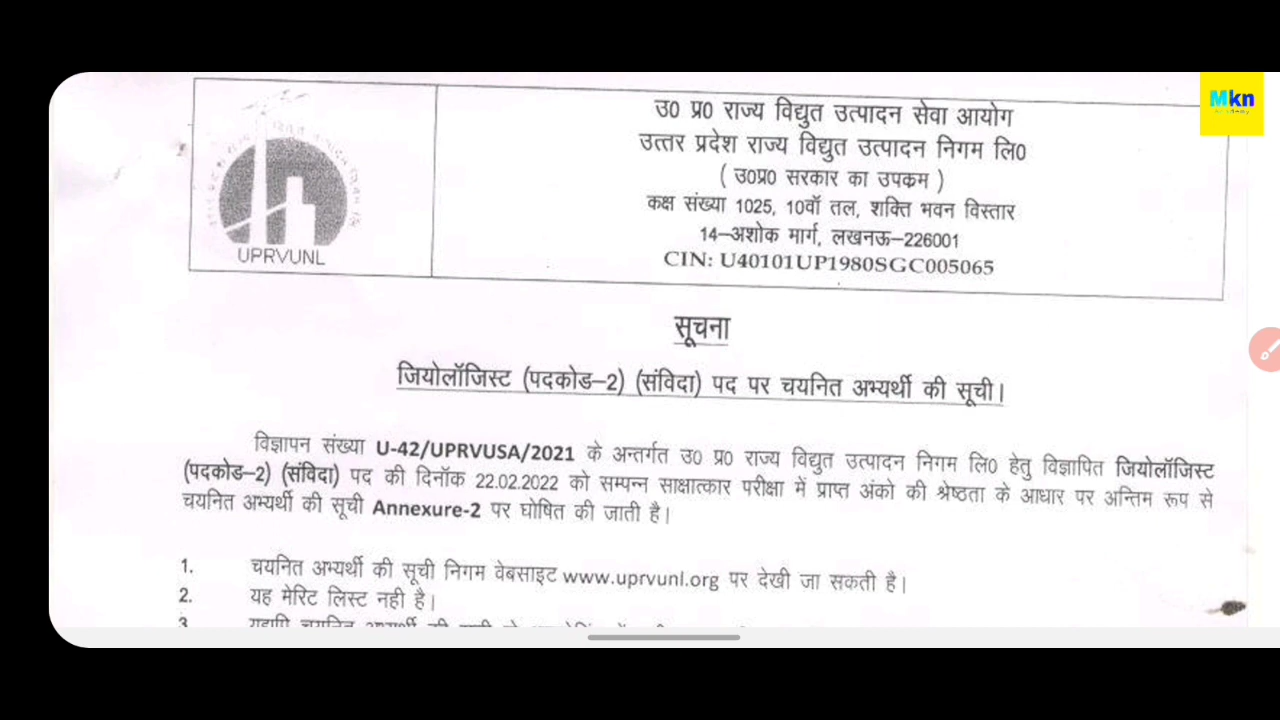 उ0 प्र0 राज्य विद्युत उत्पादन सेवा आयोग
उत्तर प्रदेश राज्य विद्युत उत्पादन निगम लि0
( उ0प्र0 सरकार का उपक्रम )
कक्ष संख्या 1025, 10वॉ तल, शक्ति भवन विस्तार
14–अशोक मार्ग, लखनऊ–226001
CIN: U40101UP1980SGC005065
UPRVUNL
Mkn
सूचना
जियोलॉजिस्ट (पदकोड–2) (संविदा) पद पर चयनित अभ्यर्थी की सूची।
विज्ञापन संख्या U-42/UPRVUSA/2021 के अन्तर्गत उ0 प्र0 राज्य विद्युत उत्पादन निगम लि0 हेतु विज्ञापित जियोलॉजिस्ट
(पदकोड–2) (संविदा) पद की दिनॉक 22.02.2022 को सम्पन्न साक्षात्कार परीक्षा में प्राप्त अंको की श्रेष्ठता के आधार पर अन्तिम रूप से
चयनित अभ्यर्थी की सूची Annexure-2 पर घोषित की जाती है।
1. चयनित अभ्यर्थी की सूची निगम वेबसाइट www.uprvunl.org पर देखी जा सकती है।
2. यह मेरिट लिस्ट नही है।
3